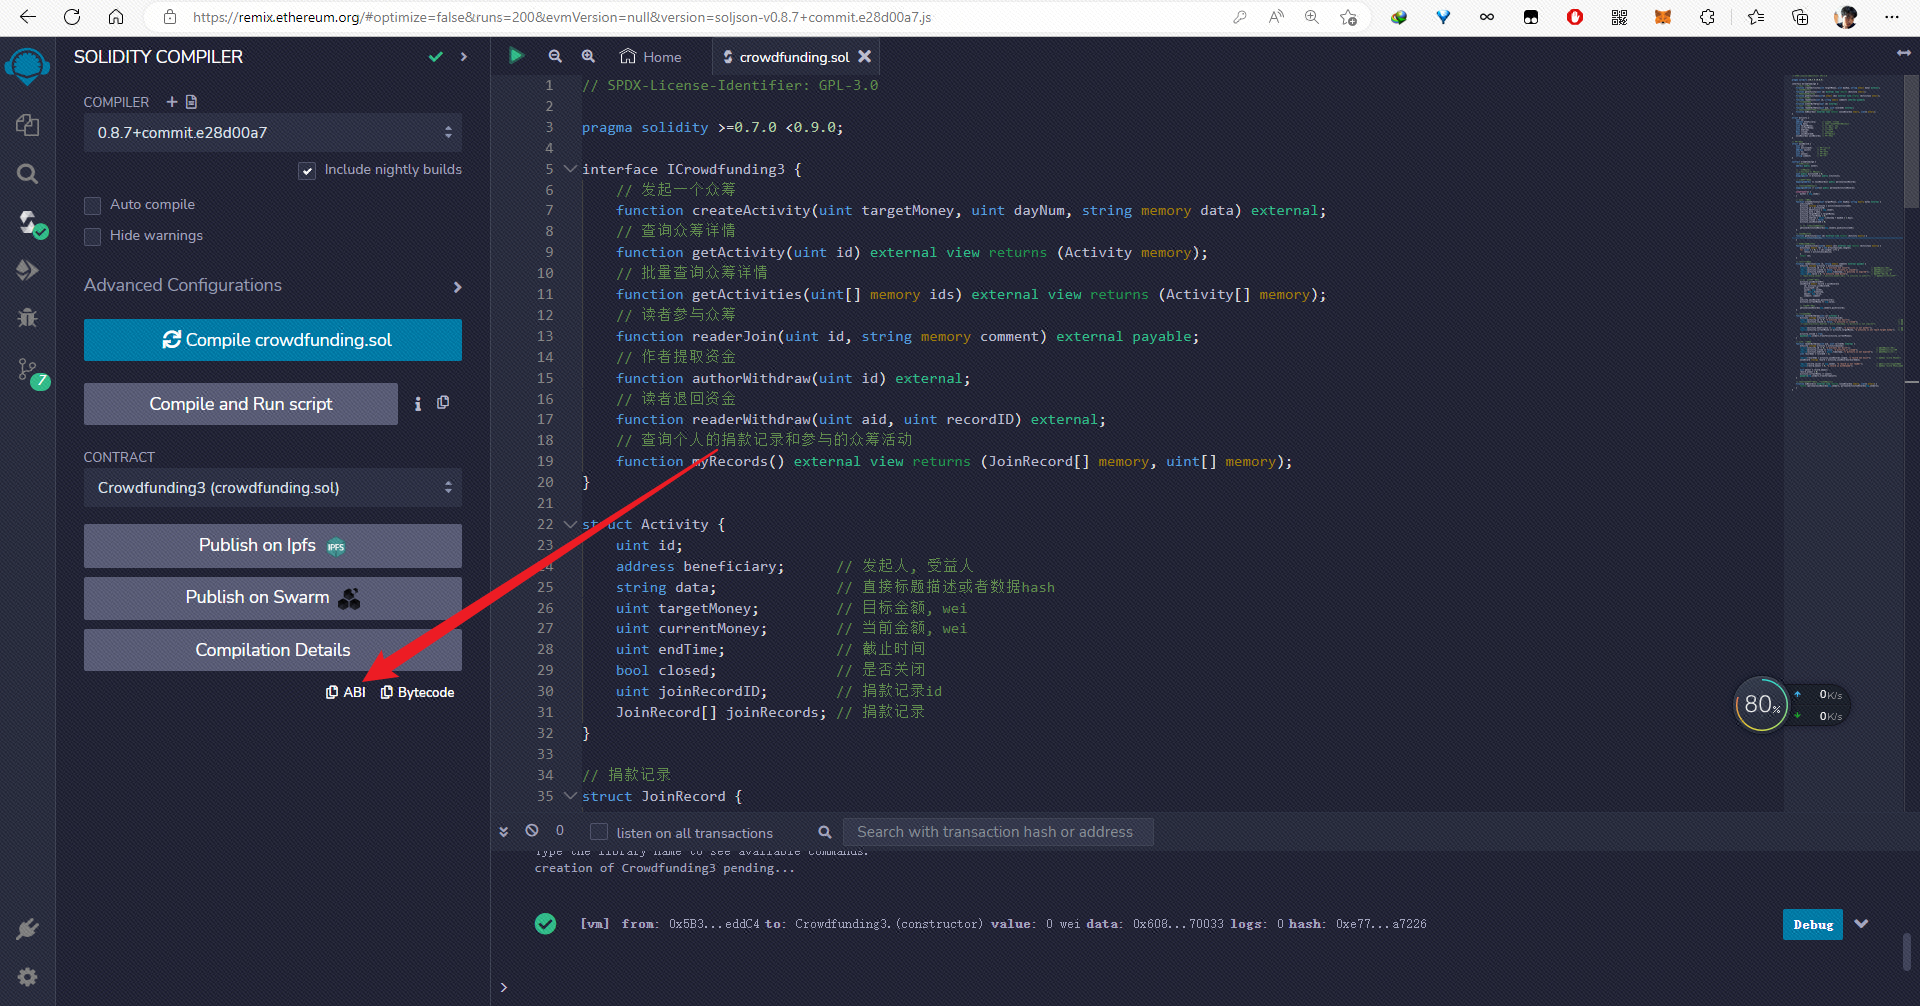 https://remix.ethereum.org/#optimize=false&runs=200&evmVersion=null&version=soljson-v0.8.7+commit.e28d00a7.js
SOLIDITY COMPILER
COMPILER
0.8.7+commit.e28d00a7
Include nightly builds
Auto compile
Hide warnings
Advanced Configurations
Compile crowdfunding.sol
Compile and Run script
7
CONTRACT
Crowdfunding3 (crowdfunding.sol)
Publish on Ipfs IPFS
Publish on Swarm
Compilation Details
ABI Bytecode
Home crowdfunding.sol
1 // SPDX-License-Identifier: GPL-3.0
2
3 pragma solidity >=0.7.0 <0.9.0;
4
5 interface ICrowdfunding3 {
6 // 发起一个众筹
7 function createActivity(uint targetMoney, uint dayNum, string memory data) external;
8 // 查询众筹详情
9 function getActivity(uint id) external view returns (Activity memory);
10 // 批量查询众筹详情
11 function getActivities(uint[] memory ids) external view returns (Activity[] memory);
12 // 读者参与众筹
13 function readerJoin(uint id, string memory comment) external payable;
14 // 作者提取资金
15 function authorWithdraw(uint id) external;
16 // 读者退回资金
17 function readerWithdraw(uint aid, uint recordID) external;
18 // 查询个人的捐款记录和参与的众筹活动
19 function myRecords() external view returns (JoinRecord[] memory, uint[] memory);
20 }
21
22 struct Activity {
23 uint id;
24 address beneficiary; // 发起人, 受益人
25 string data; // 直接标题描述或者数据hash
26 uint targetMoney; // 目标金额, wei
27 uint currentMoney; // 当前金额, wei
28 uint endTime; // 截止时间
29 bool closed; // 是否关闭
30 uint joinRecordID; // 捐款记录id
31 JoinRecord[] joinRecords; // 捐款记录
32 }
33
34 // 捐款记录
35 struct JoinRecord {
80% 0K/s
0K/s
0 listen on all transactions Search with transaction hash or address
Type the library name to see available commands.
creation of Crowdfunding3 pending...
[vm] from: 0x5B3...eddC4 to: Crowdfunding3.(constructor) value: 0 wei data: 0x608...70033 logs: 0 hash: 0xe77...a7226
Debug
>